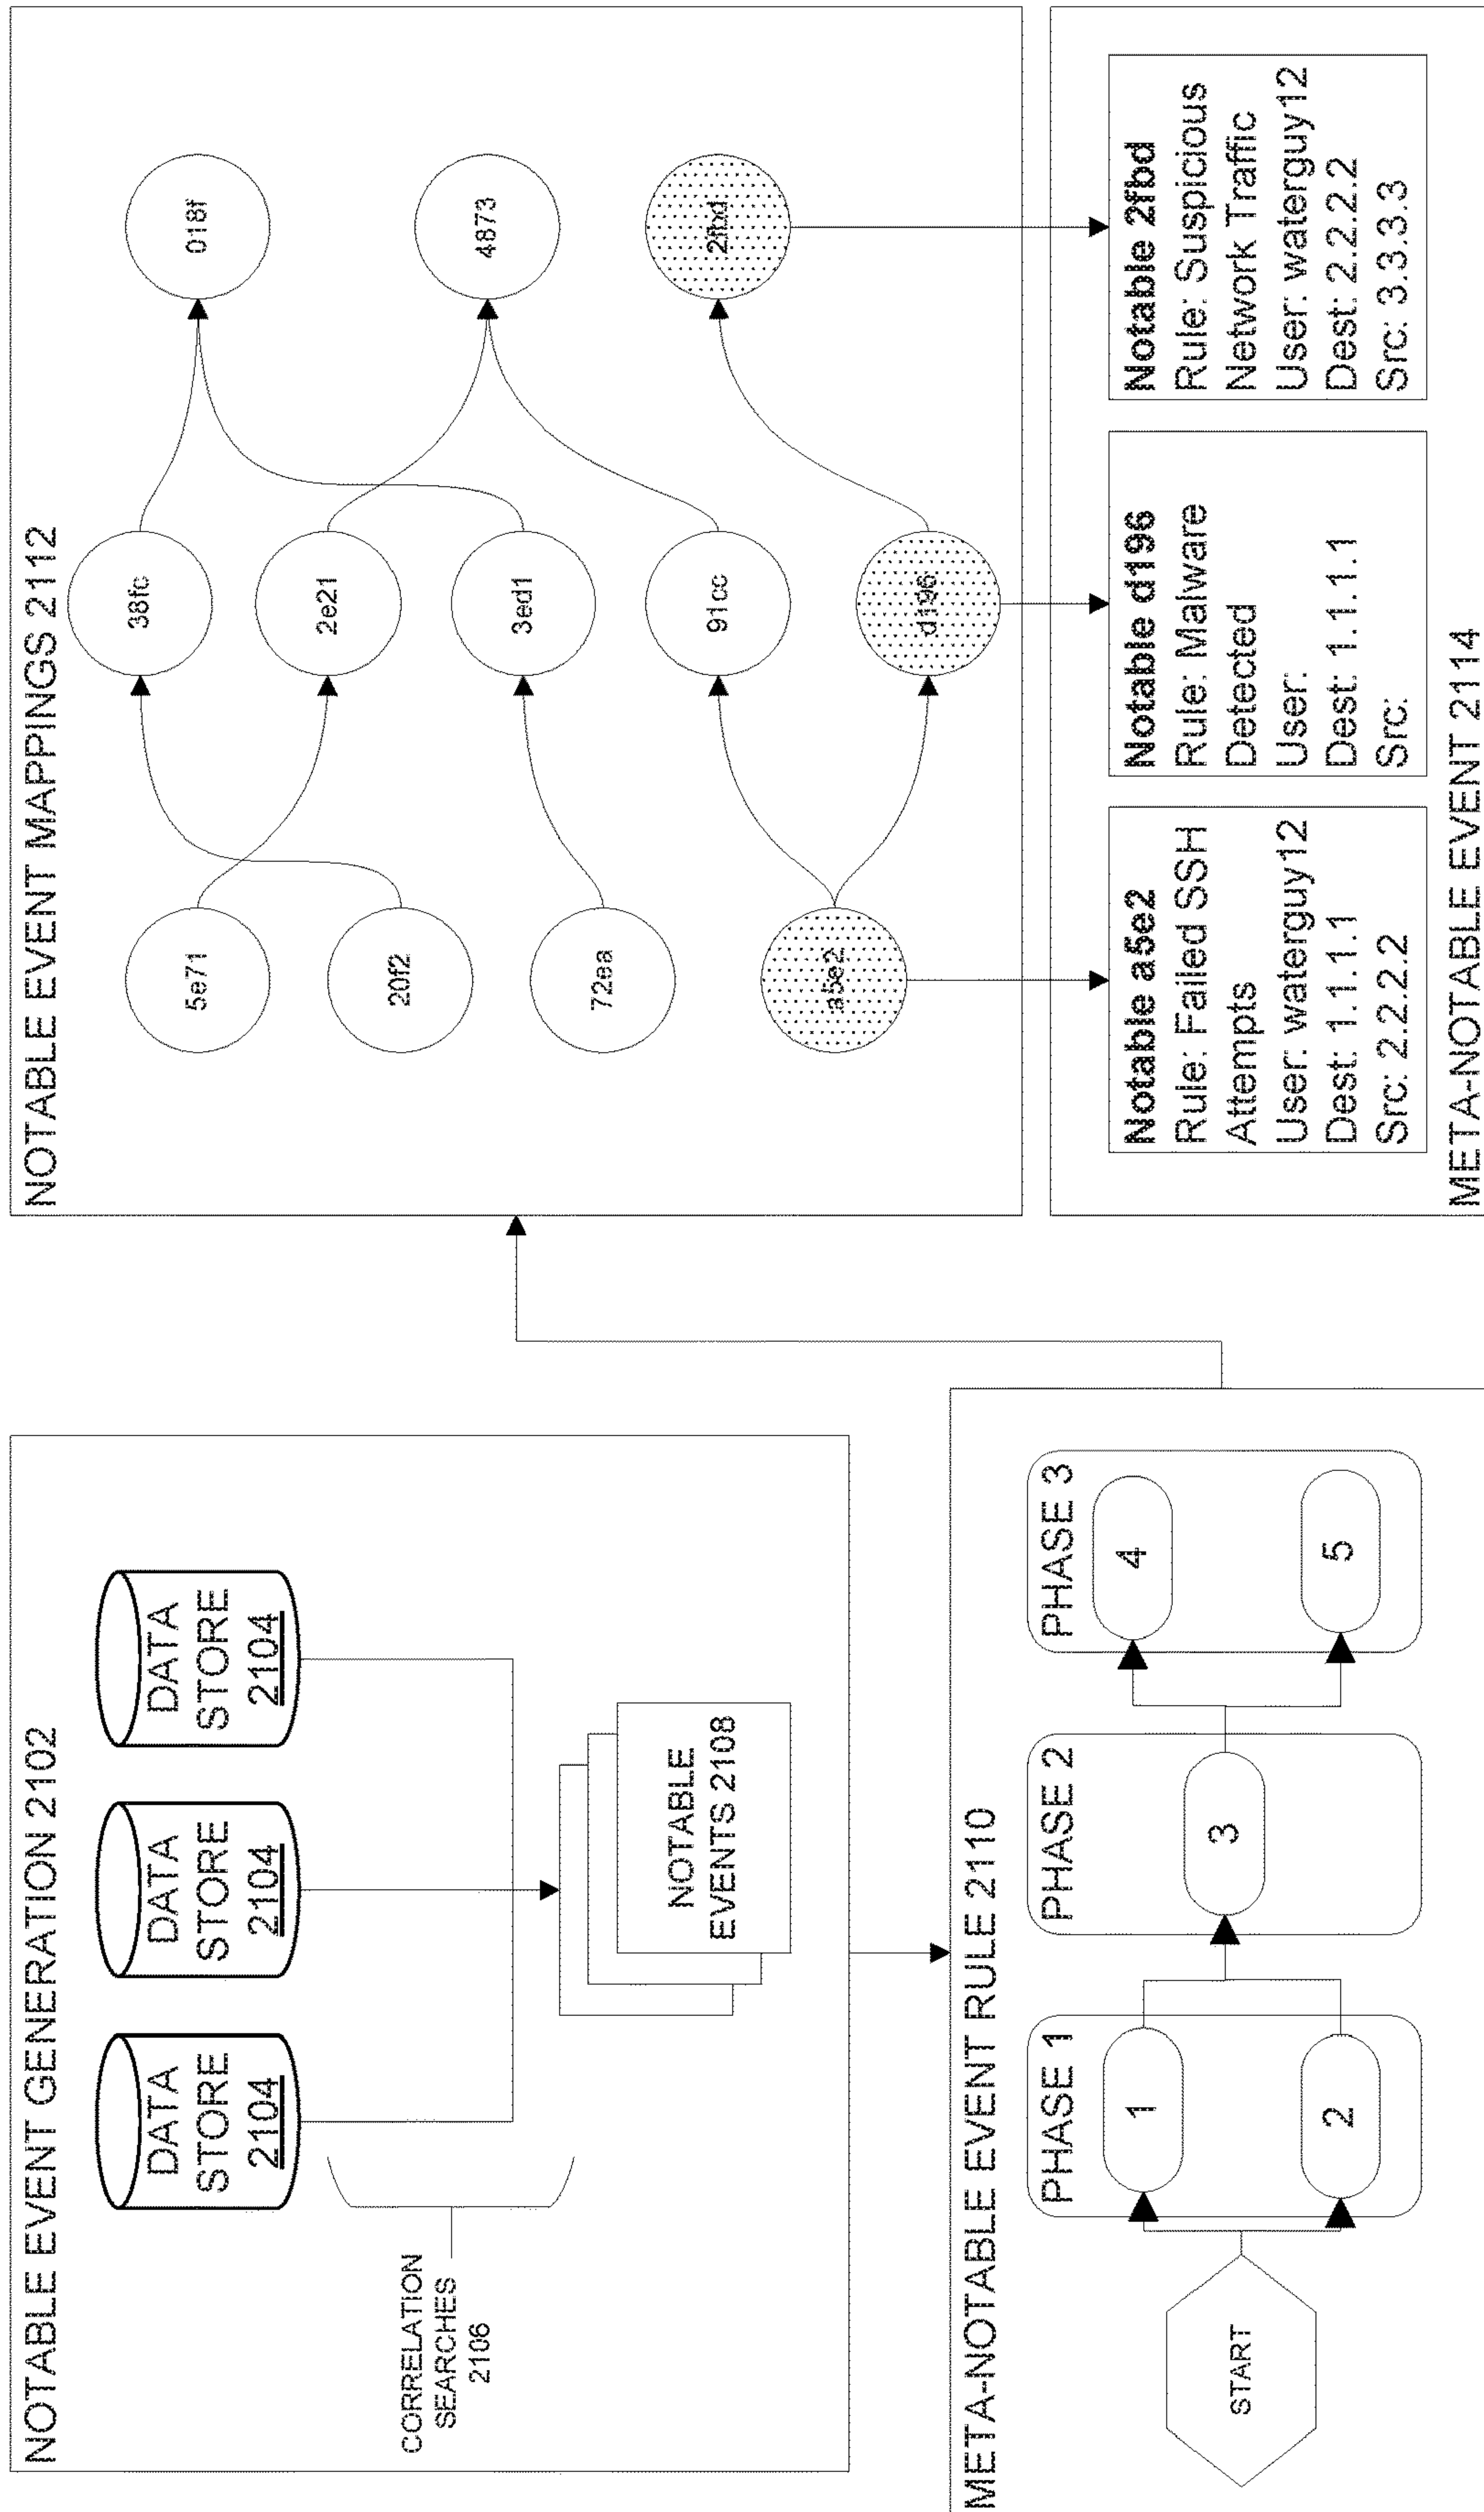 NOTABLE EVENT GENERATION 2102
DATA
STORE
2104
DATA
STORE
2104
DATA
STORE
2104
CORRELATION
SEARCHES
2106
NOTABLE
EVENTS 2108
META-NOTABLE EVENT RULE 2110
START
PHASE 1
1
2
PHASE 2
3
PHASE 3
4
5
NOTABLE EVENT MAPPINGS 2112
5e71
20f2
72ea
a5e2
38fc
2e21
3ed1
91cc
d196
018f
4873
2fbd
Notable a5e2
Rule: Failed SSH
Attempts
User: waterguy12
Dest: 1.1.1.1
Src: 2.2.2.2
Notable d196
Rule: Malware
Detected
User:
Dest: 1.1.1.1
Src:
Notable 2fbd
Rule: Suspicious
Network Traffic
User: waterguy12
Dest: 2.2.2.2
Src: 3.3.3.3
META-NOTABLE EVENT 2114